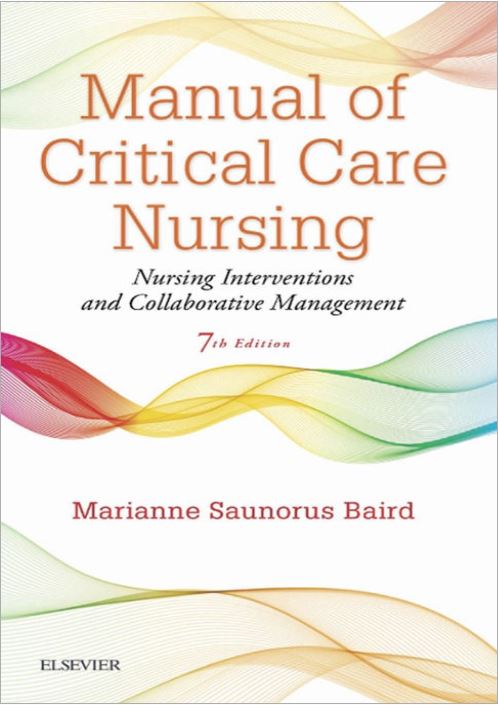 Manual of
Critical Care
Nursing
Nursing Interventions
and Collaborative Management
7th Edition
Marianne Saunorus Baird
ELSEVIER